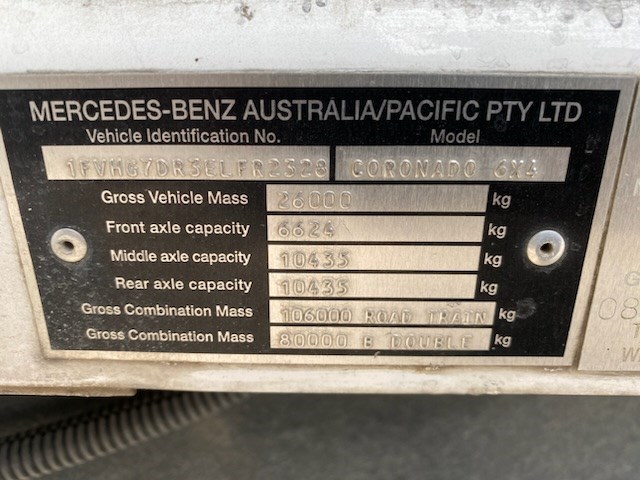 MERCEDES-BENZ AUSTRALIA/PACIFIC PTY LTD
Vehicle Identification No. Model
1FVMG7DR3ELFR2328 CORONADO 6X4
Gross Vehicle Mass 26000 kg
Front axle capacity 6624 kg
Middle axle capacity 10435 kg
Rear axle capacity 10435 kg
Gross Combination Mass 106000 ROAD TRAIN kg
Gross Combination Mass 80000 B DOUBLE kg
08
W